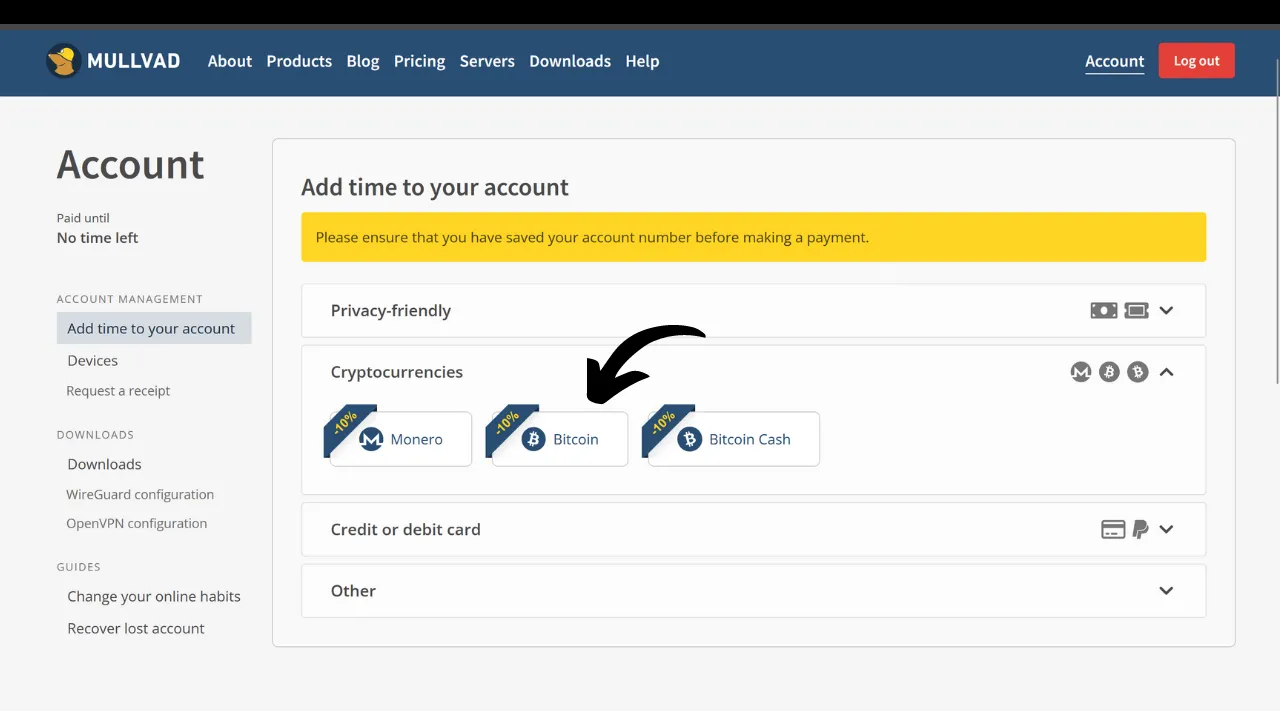 MULLVAD About Products Blog Pricing Servers Downloads Help Account Log out
Account
Paid until
No time left
ACCOUNT MANAGEMENT
Add time to your account
Devices
Request a receipt
DOWNLOADS
Downloads
WireGuard configuration
OpenVPN configuration
GUIDES
Change your online habits
Recover lost account
Add time to your account
Please ensure that you have saved your account number before making a payment.
Privacy-friendly
Cryptocurrencies
-10% Monero -10% Bitcoin -10% Bitcoin Cash
Credit or debit card
Other